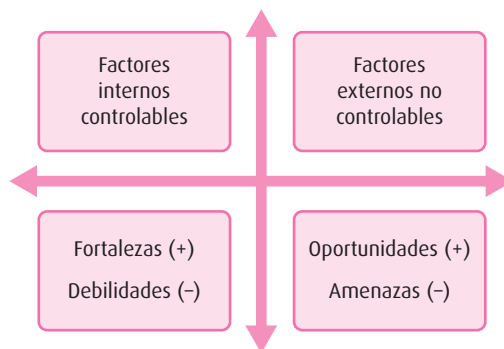 Factores
internos
controlables
Factores
externos no
controlables
Fortalezas (+)
Debilidades (–)
Oportunidades (+)
Amenazas (–)